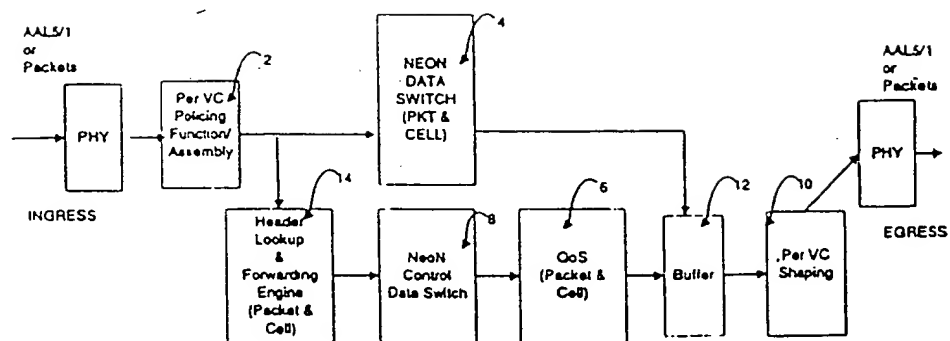 AAL5/1
or
Packets
PHY
INGRESS
2
Per VC
Policing
Function/
Assembly
4
NEON
DATA
SWITCH
(PKT &
CELL)
14
Header
Lookup
&
Forwarding
Engine
(Packet &
Cell)
8
NeoN
Control
Data Switch
6
QoS
(Packet &
Cell)
12
Buffer
10
Per VC
Shaping
AAL5/1
or
Packets
PHY
EGRESS